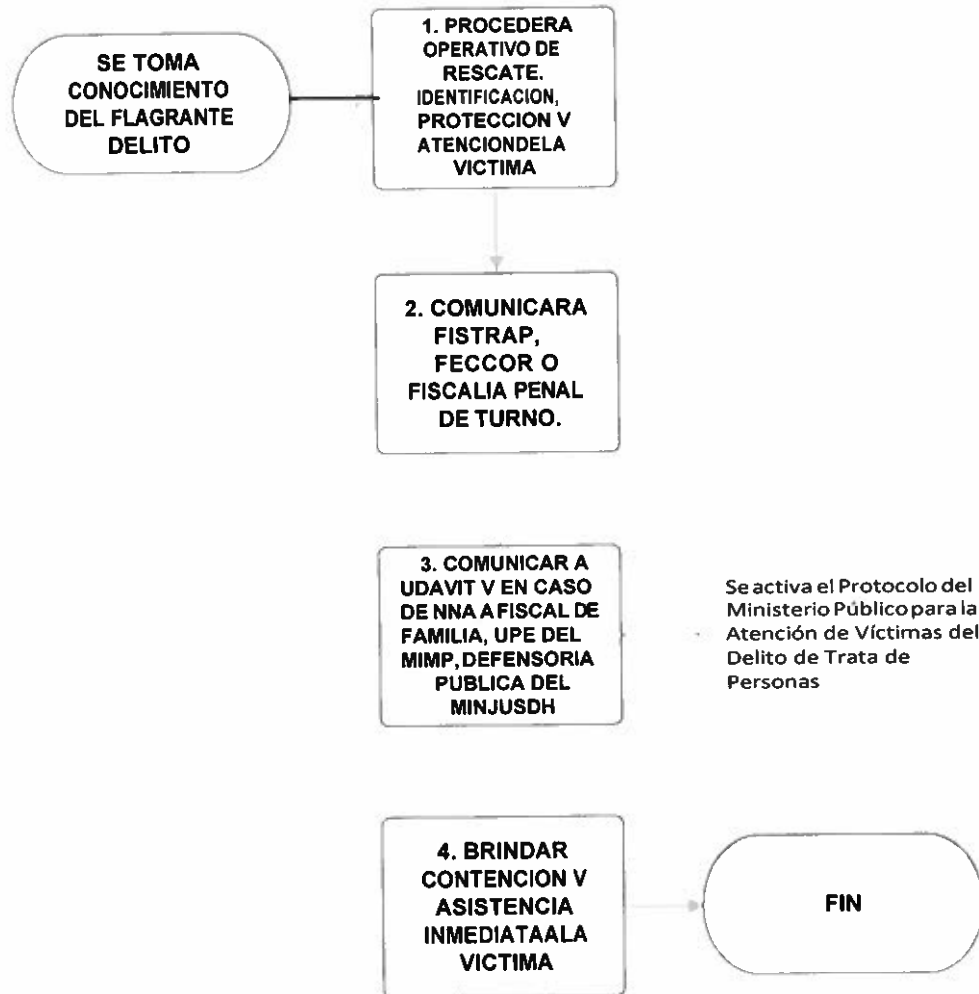 SE TOMA
CONOCIMIENTO
DEL FLAGRANTE
DELITO
1. PROCEDERA
OPERATIVO DE
RESCATE.
IDENTIFICACION,
PROTECCION V
ATENCIONDELA
VICTIMA
2. COMUNICARA
FISTRAP,
FECCOR O
FISCALIA PENAL
DE TURNO.
3. COMUNICAR A
UDAVIT V EN CASO
DE NNA A FISCAL DE
FAMILIA, UPE DEL
MIMP, DEFENSORIA
PUBLICA DEL
MINJUSDH
Se activa el Protocolo del
Ministerio Público para la
Atención de Víctimas del
Delito de Trata de
Personas
4. BRINDAR
CONTENCION V
ASISTENCIA
INMEDIATAALA
VICTIMA
FIN